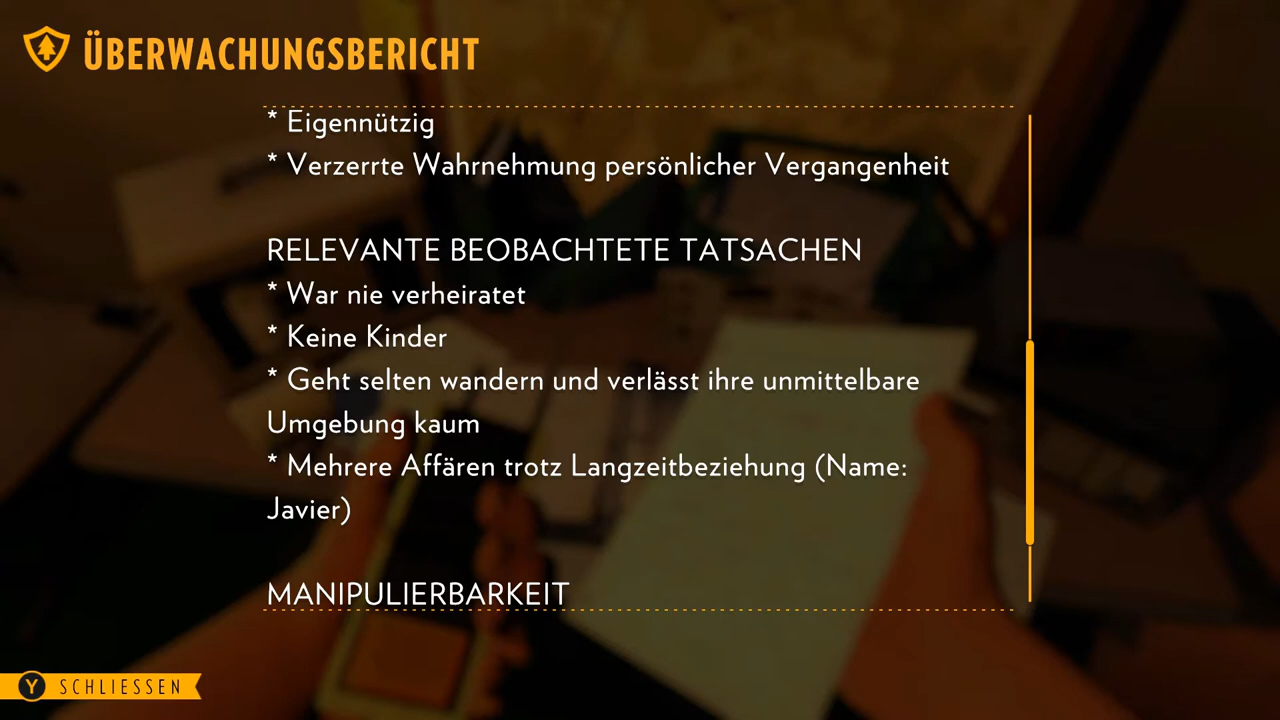 ÜBERWACHUNGSBERICHT
* Eigennützig
* Verzerrte Wahrnehmung persönlicher Vergangenheit
RELEVANTE BEOBACHTETE TATSACHEN
* War nie verheiratet
* Keine Kinder
* Geht selten wandern und verlässt ihre unmittelbare
Umgebung kaum
* Mehrere Affären trotz Langzeitbeziehung (Name:
Javier)
MANIPULIERBARKEIT
Y SCHLIESSEN